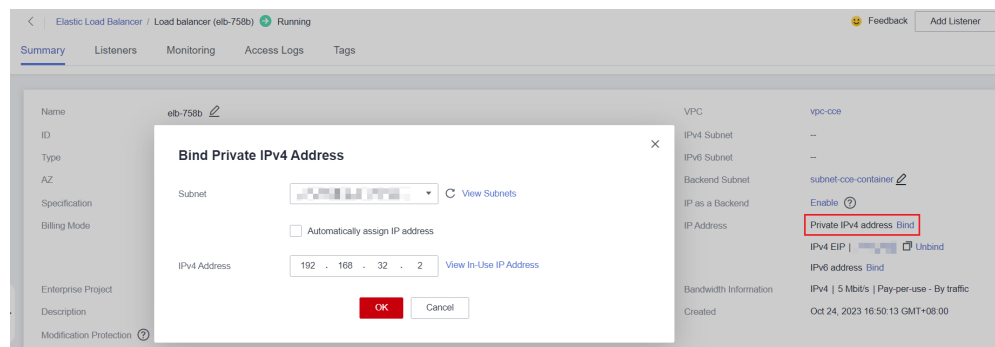 Elastic Load Balancer / Load balancer (elb-758b) Running Feedback Add Listener
Summary Listeners Monitoring Access Logs Tags
Name elb-758b VPC vpc-cce
ID IPv4 Subnet --
Type IPv6 Subnet --
AZ Backend Subnet subnet-cce-container
Specification IP as a Backend Enable
Billing Mode IP Address Private IPv4 address Bind
IPv4 EIP | Unbind
IPv6 address Bind
Enterprise Project Bandwidth Information IPv4 | 5 Mbit/s | Pay-per-use - By traffic
Description Created Oct 24, 2023 16:50:13 GMT+08:00
Modification Protection
Bind Private IPv4 Address
Subnet View Subnets
Automatically assign IP address
IPv4 Address 192 . 168 . 32 . 2 View In-Use IP Address
OK Cancel